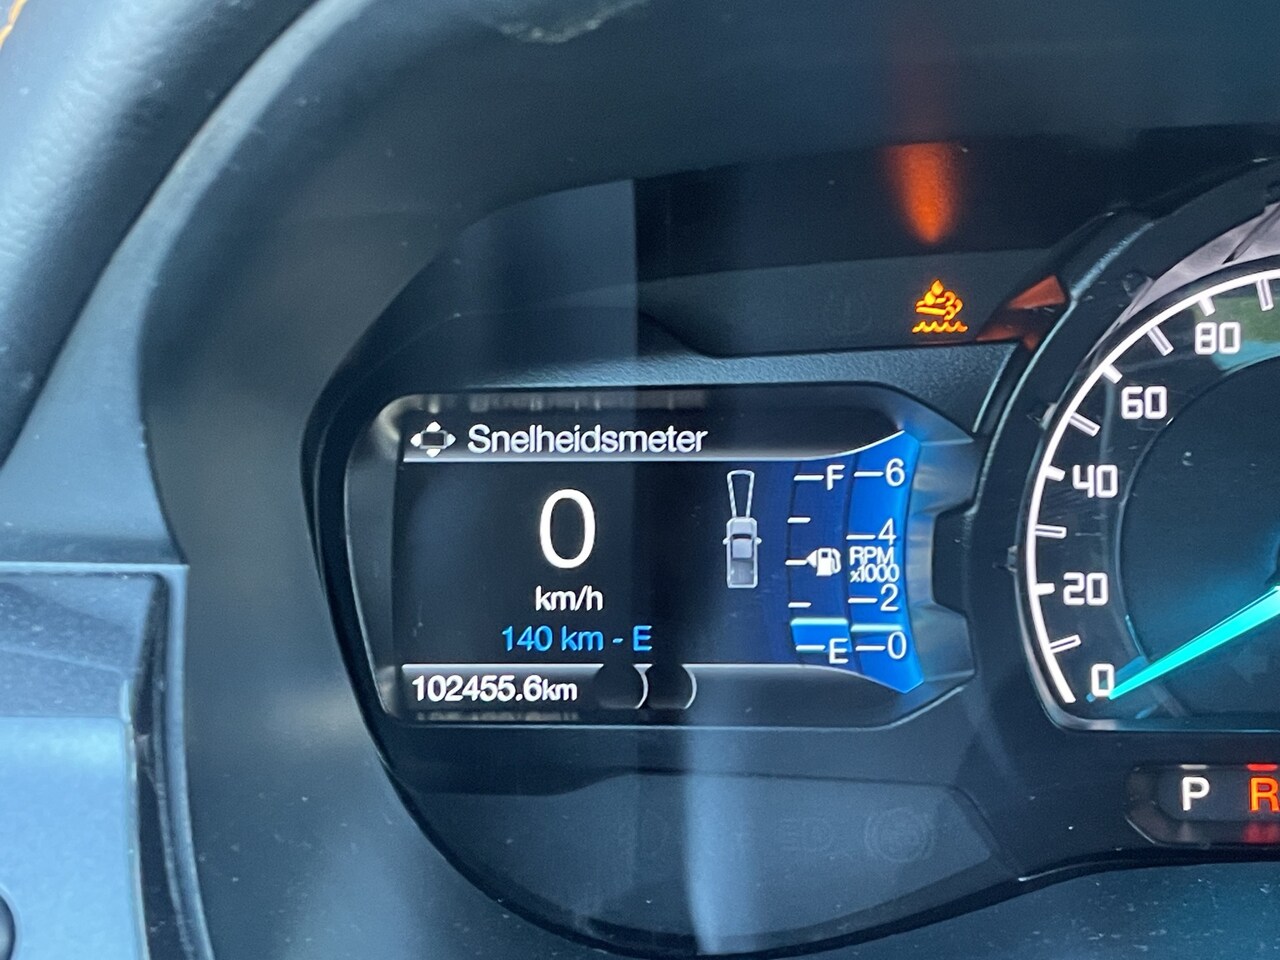 Snelheidsmeter
0
km/h
140 km - E
102455.6km
F
E
6
4
RPM
x1000
2
0
80
60
40
20
0
P
R